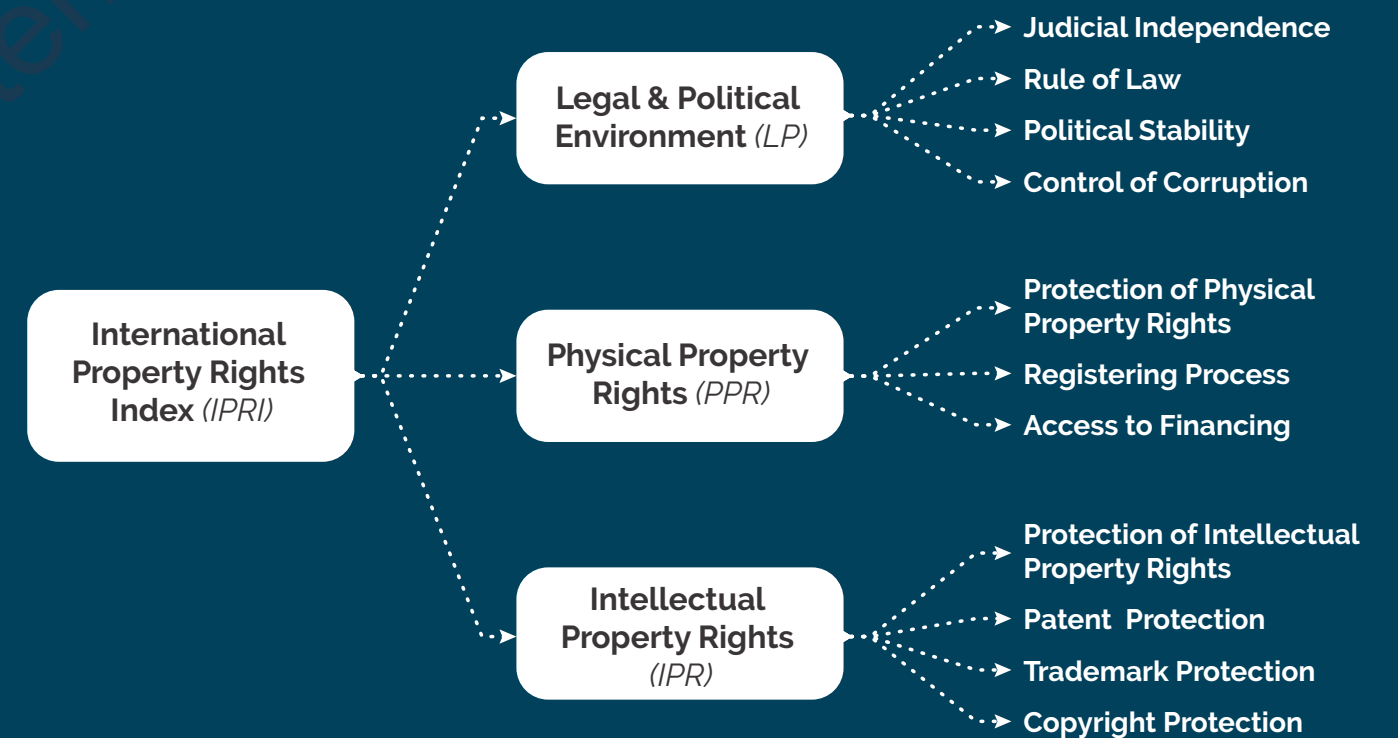 International
Property Rights
Index (IPRI)
Legal & Political
Environment (LP)
Judicial Independence
Rule of Law
Political Stability
Control of Corruption
Physical Property
Rights (PPR)
Protection of Physical
Property Rights
Registering Process
Access to Financing
Intellectual
Property Rights
(IPR)
Protection of Intellectual
Property Rights
Patent  Protection
Trademark Protection
Copyright Protection